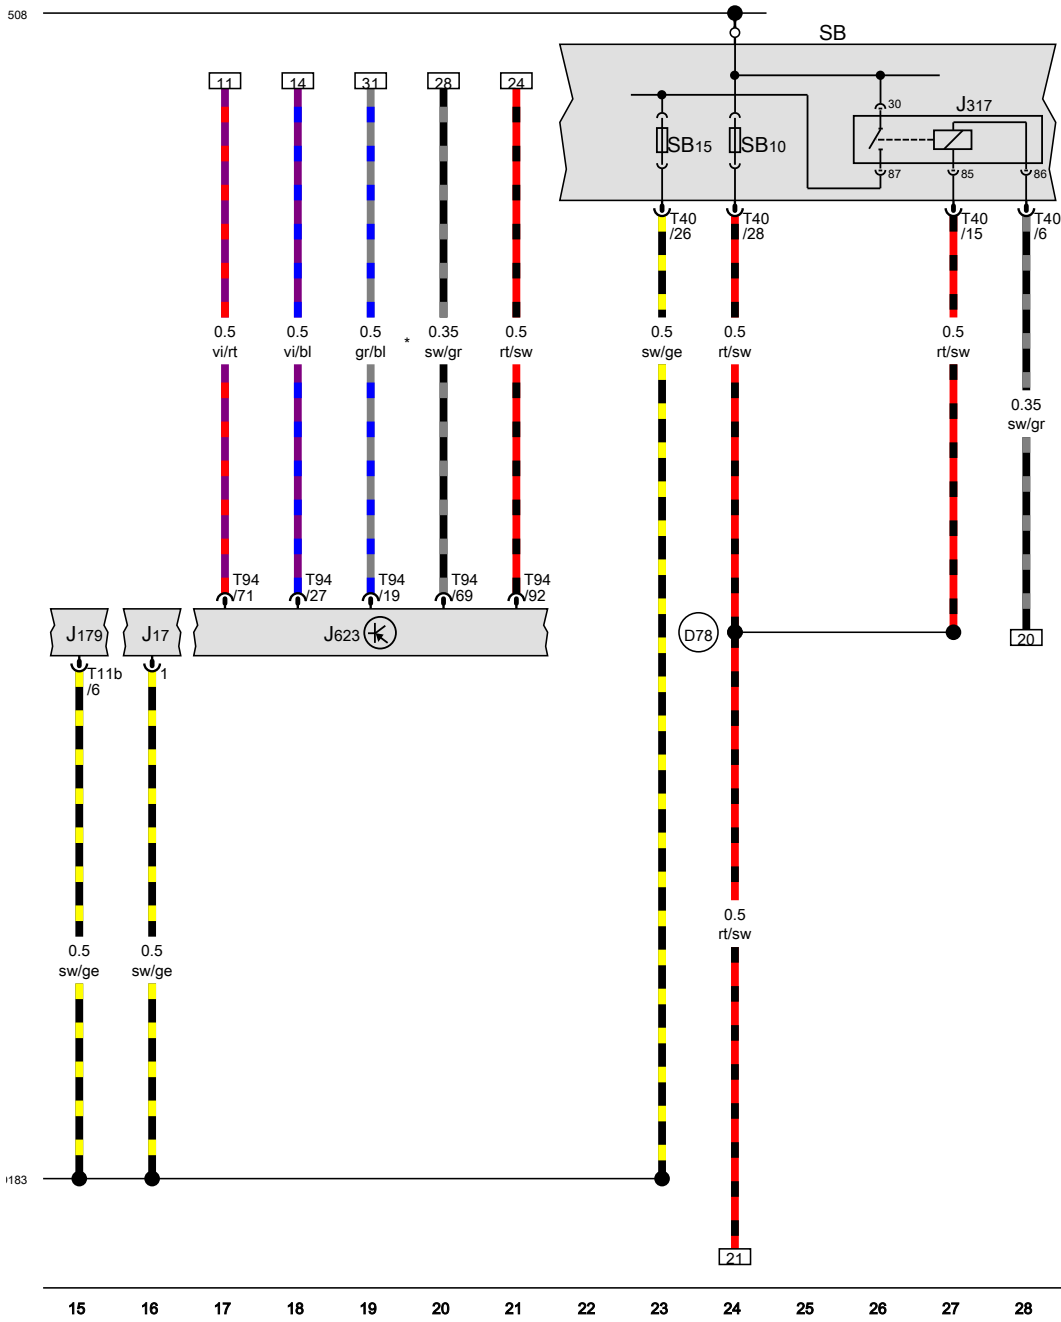 508
SB
11 14 31 28 24
30
J317
SB15 SB10
87 85 86
T40 T40 T40 T40
/26 /28 /15 /6
0.5 0.5 0.5 0.35 0.5 0.5 0.5 0.5
vi/rt vi/bl gr/bl * sw/gr rt/sw sw/ge rt/sw rt/sw
0.35
sw/gr
T94 T94 T94 T94 T94
/71 /27 /19 /69 /92
J179 J17 J623 D78
20
T11b 1
/6
0.5
rt/sw
0.5 0.5
sw/ge sw/ge
183
21
15 16 17 18 19 20 21 22 23 24 25 26 27 28